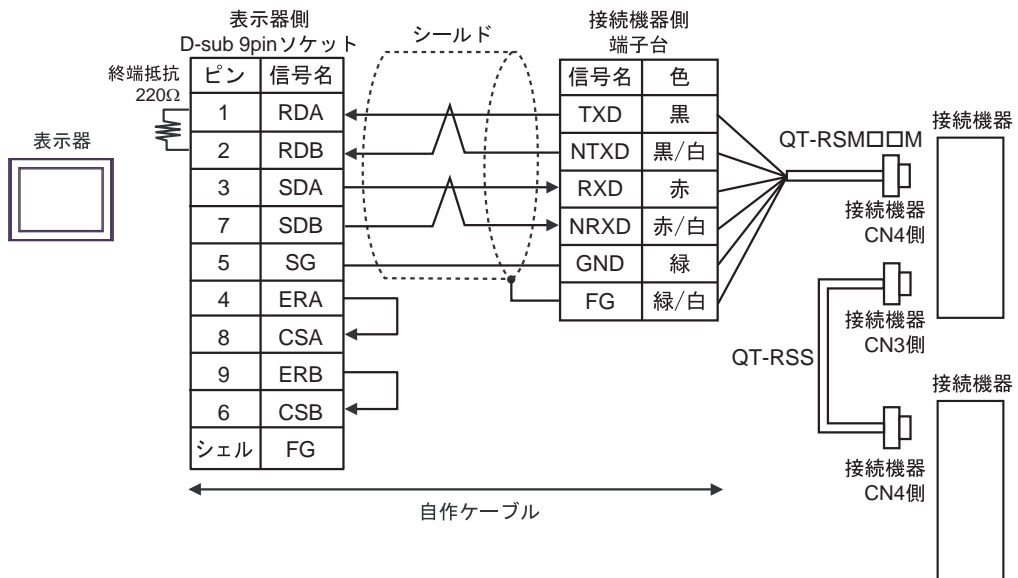 表示器側
D-sub 9pinソケット
シールド
接続機器側
端子台
終端抵抗
220Ω
表示器
ピン 信号名
1 RDA
2 RDB
3 SDA
7 SDB
5 SG
4 ERA
8 CSA
9 ERB
6 CSB
シェル FG
信号名 色
TXD 黒
NTXD 黒/白
RXD 赤
NRXD 赤/白
GND 緑
FG 緑/白
QT-RSM□□M
接続機器
接続機器
CN4側
接続機器
CN3側
QT-RSS
接続機器
接続機器
CN4側
自作ケーブル